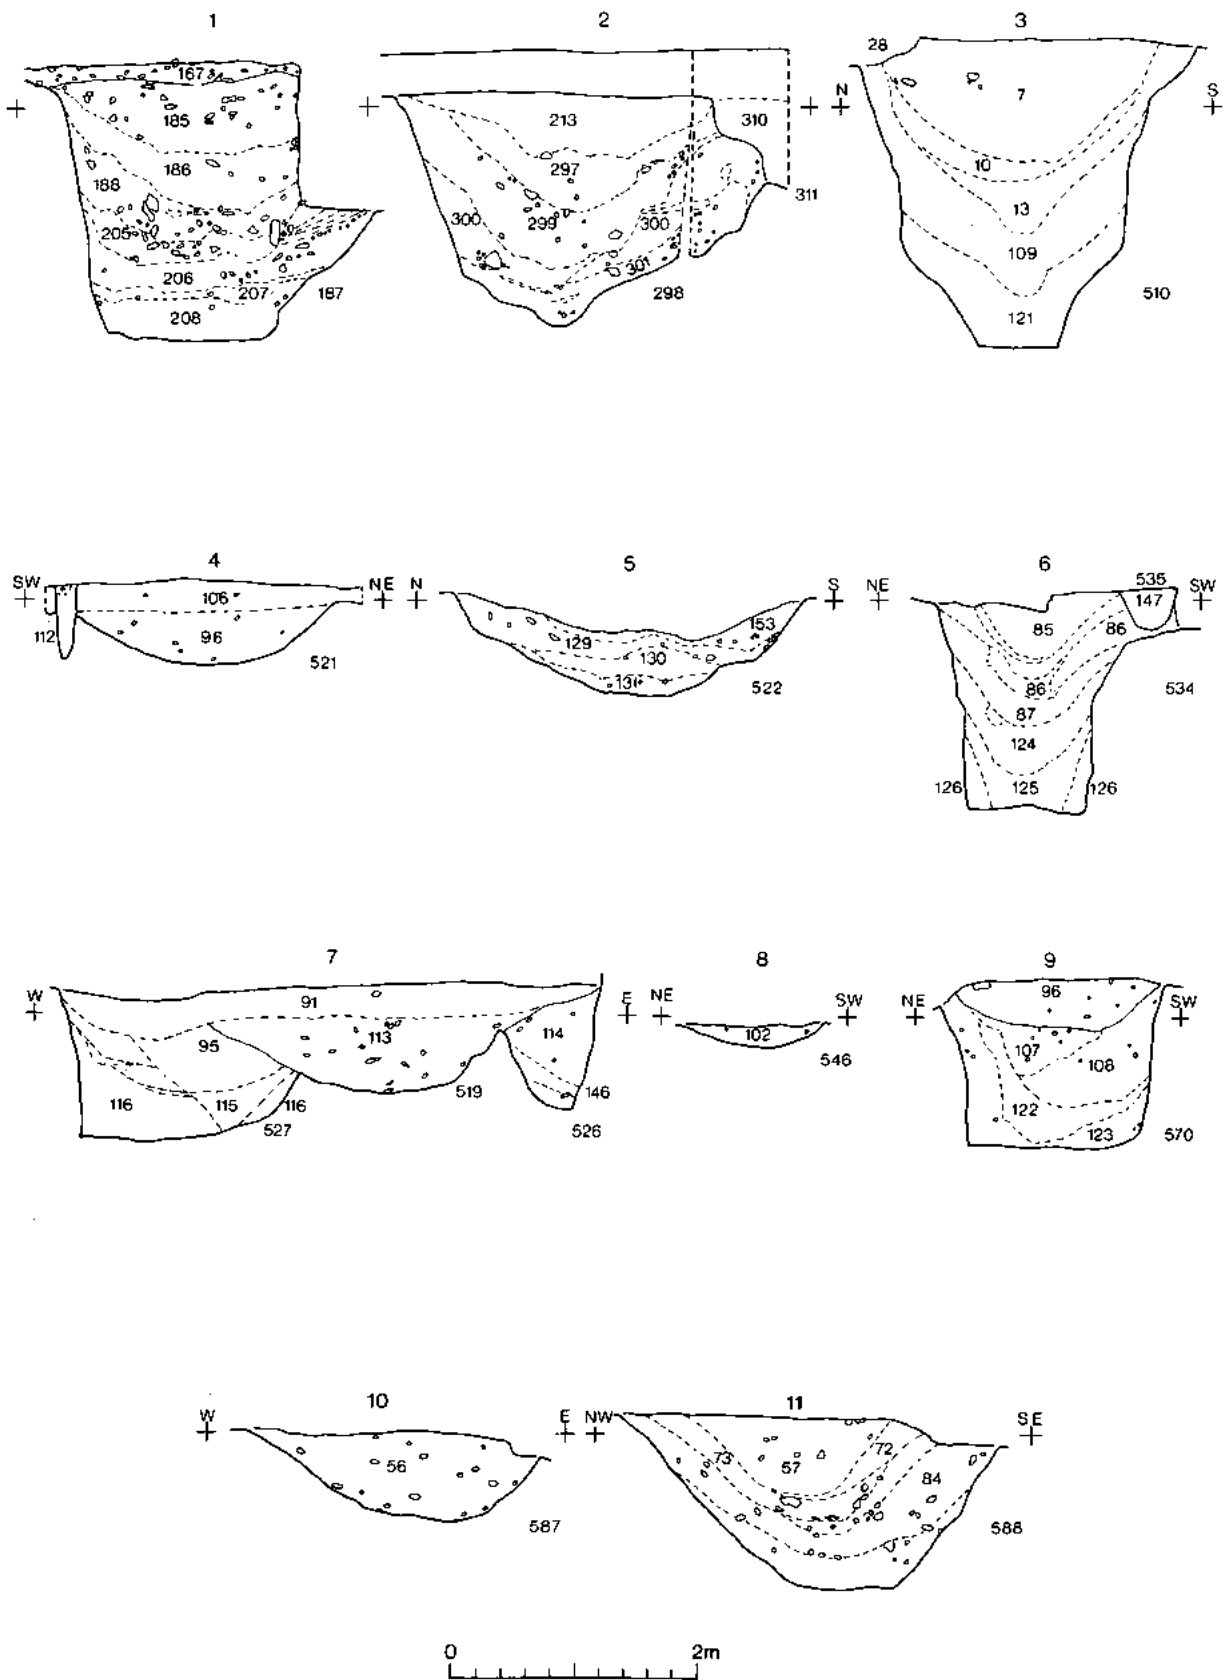 1 2 3
167 185 186 188 205 206 207 208 187
213 310 297 299 300 300 301 298 311
N S 28 7 10 13 109 121 510
4 5 6
SW NE 106 112 96 521
N S 129 153 130 131 522
NE SW 535 147 85 86 86 87 124 125 126 126 534
7 8 9
W E 91 113 114 95 116 115 116 519 146 527 526
NE SW 102 546
NE SW 96 107 108 122 123 570
10 11
W E 56 587
NW SE 73 57 72 84 588
0 2m